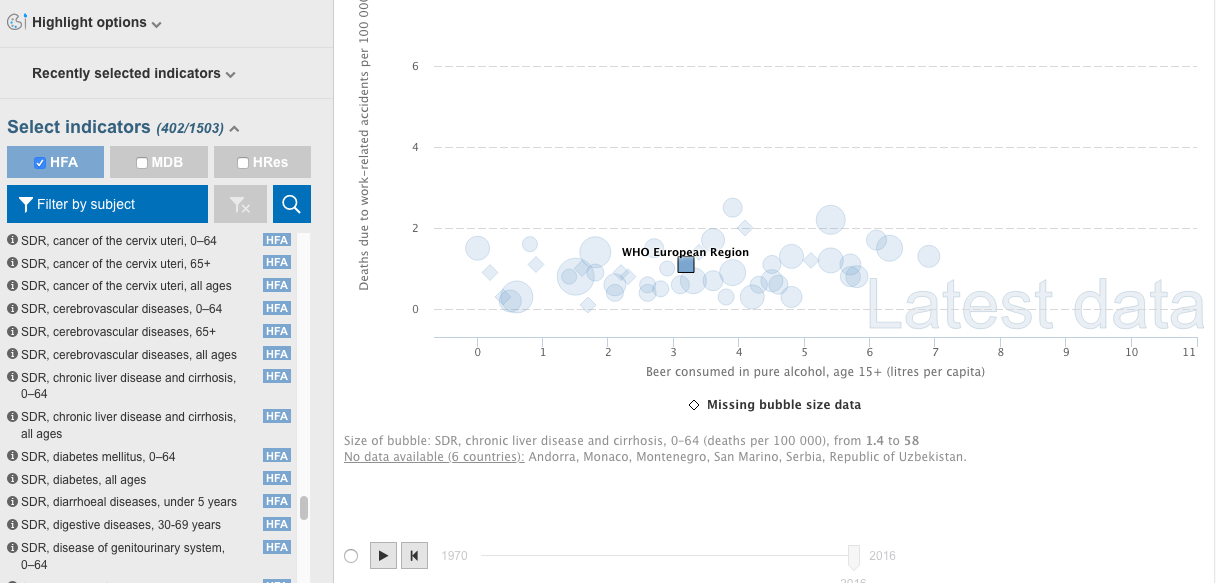 Highlight options
Recently selected indicators
Select indicators (402/1503)
HFA
MDB
HRes
Filter by subject
SDR, cancer of the cervix uteri, 0–64 HFA
SDR, cancer of the cervix uteri, 65+ HFA
SDR, cancer of the cervix uteri, all ages HFA
SDR, cerebrovascular diseases, 0–64 HFA
SDR, cerebrovascular diseases, 65+ HFA
SDR, cerebrovascular diseases, all ages HFA
SDR, chronic liver disease and cirrhosis, HFA
0–64
SDR, chronic liver disease and cirrhosis, HFA
all ages
SDR, diabetes mellitus, 0–64 HFA
SDR, diabetes, all ages HFA
SDR, diarrhoeal diseases, under 5 years HFA
SDR, digestive diseases, 30-69 years HFA
SDR, disease of genitourinary system, HFA
0–64
Deaths due to work-related accidents per 100 000
6
4
2
0
WHO European Region
Latest data
0 1 2 3 4 5 6 7 8 9 10 11
Beer consumed in pure alcohol, age 15+ (litres per capita)
Missing bubble size data
Size of bubble: SDR, chronic liver disease and cirrhosis, 0-64 (deaths per 100 000), from 1.4 to 58
No data available (6 countries): Andorra, Monaco, Montenegro, San Marino, Serbia, Republic of Uzbekistan.
1970
2016
2016